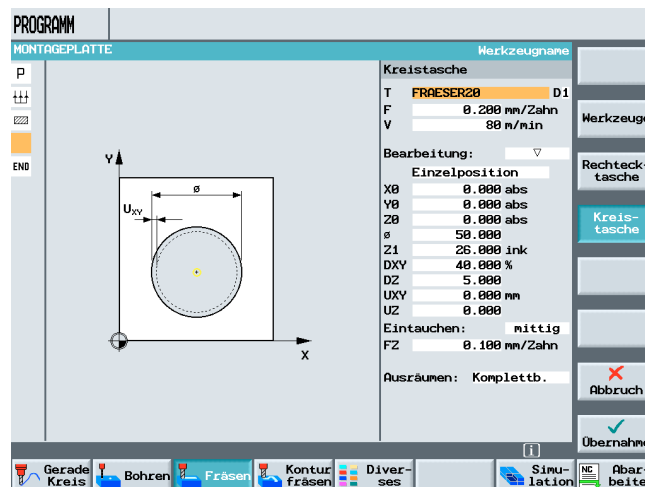 PROGRAMM
MONTAGEPLATTE Werkzeugname
P
END
Y
ø
UXY
X
Kreistasche
T FRAESER20 D1
F 0.200 mm/Zahn
V 80 m/min
Bearbeitung: ▽
Einzelposition
X0 0.000 abs
Y0 0.000 abs
Z0 0.000 abs
ø 50.000
Z1 26.000 ink
DXY 40.000 %
DZ 5.000
UXY 0.000 mm
UZ 0.000
Eintauchen: mittig
FZ 0.100 mm/Zahn
Ausräumen: Komplettb.
Werkzeuge
Rechteck-
tasche
Kreis-
tasche
Abbruch
Übernahme
i
Gerade
Kreis
Bohren
Fräsen
Kontur
fräsen
Diver-
ses
Simu-
lation
NC
Abar-
beite